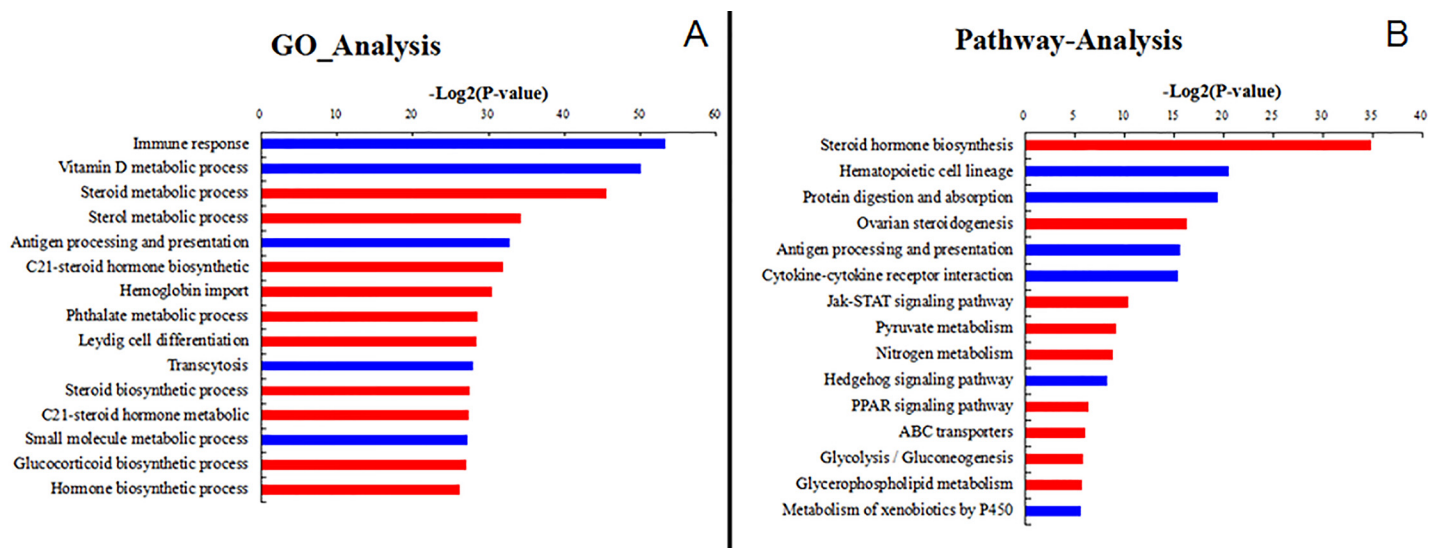 GO_Analysis
A
-Log2(P-value)
0 10 20 30 40 50 60
Immune response
Vitamin D metabolic process
Steroid metabolic process
Sterol metabolic process
Antigen processing and presentation
C21-steroid hormone biosynthetic
Hemoglobin import
Phthalate metabolic process
Leydig cell differentiation
Transcytosis
Steroid biosynthetic process
C21-steroid hormone metabolic
Small molecule metabolic process
Glucocorticoid biosynthetic process
Hormone biosynthetic process
Pathway-Analysis
B
-Log2(P-value)
0 5 10 15 20 25 30 35 40
Steroid hormone biosynthesis
Hematopoietic cell lineage
Protein digestion and absorption
Ovarian steroidogenesis
Antigen processing and presentation
Cytokine-cytokine receptor interaction
Jak-STAT signaling pathway
Pyruvate metabolism
Nitrogen metabolism
Hedgehog signaling pathway
PPAR signaling pathway
ABC transporters
Glycolysis / Gluconeogenesis
Glycerophospholipid metabolism
Metabolism of xenobiotics by P450